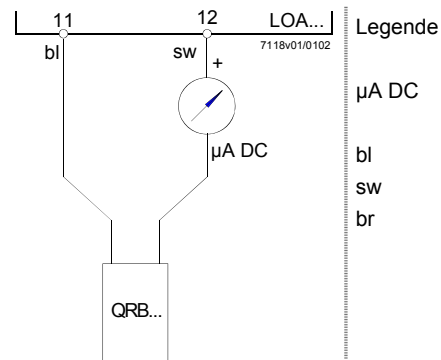 11 12 LOA...
7118v01/0102
bl sw +
µA DC
QRB...
Legende
µA DC
bl
sw
br